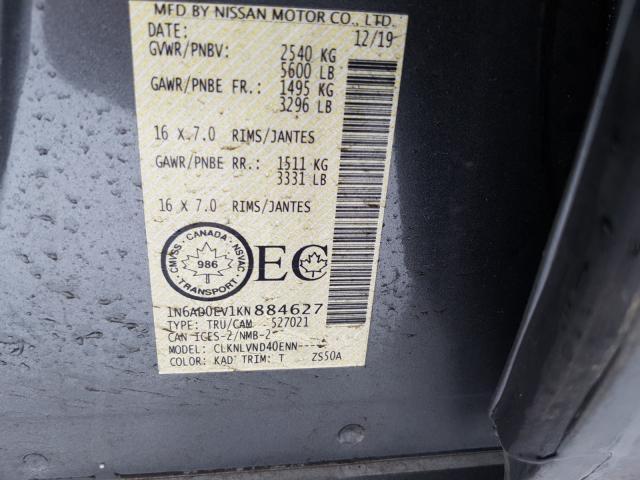 MFD BY NISSAN MOTOR CO., LTD.
DATE: 12/19
GVWR/PNBV: 2540 KG
5600 LB
GAWR/PNBE FR.: 1495 KG
3296 LB
16 X 7.0 RIMS/JANTES
GAWR/PNBE RR.: 1511 KG
3331 LB
16 X 7.0 RIMS/JANTES
CMVSS · CANADA · NSVAC
986
TRANSPORT
EC
1N6AD0EV1KN884627
TYPE: TRU/CAM 527021
CAN ICES-2/NMB-2
MODEL: CLKNLVND40ENN-----
COLOR: KAD TRIM: T ZS50A